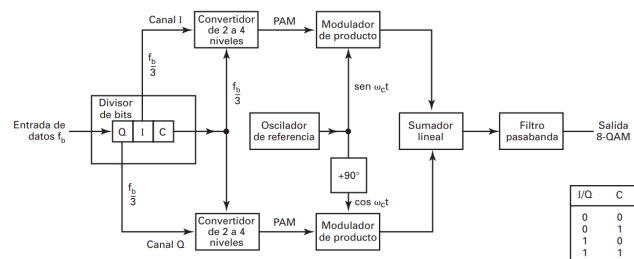 Canal I
Convertidor
de 2 a 4
niveles
PAM
Modulador
de producto
f_b
3
f_b
3
sen ω_ct
Divisor
de bits
Entrada de
datos f_b
Q I C
Oscilador
de referencia
Sumador
lineal
Filtro
pasabanda
Salida
8-QAM
+90°
f_b
3
cos ω_ct
Convertidor
de 2 a 4
niveles
PAM
Modulador
de producto
Canal Q
I/Q C
0 0
0 1
1 0
1 1